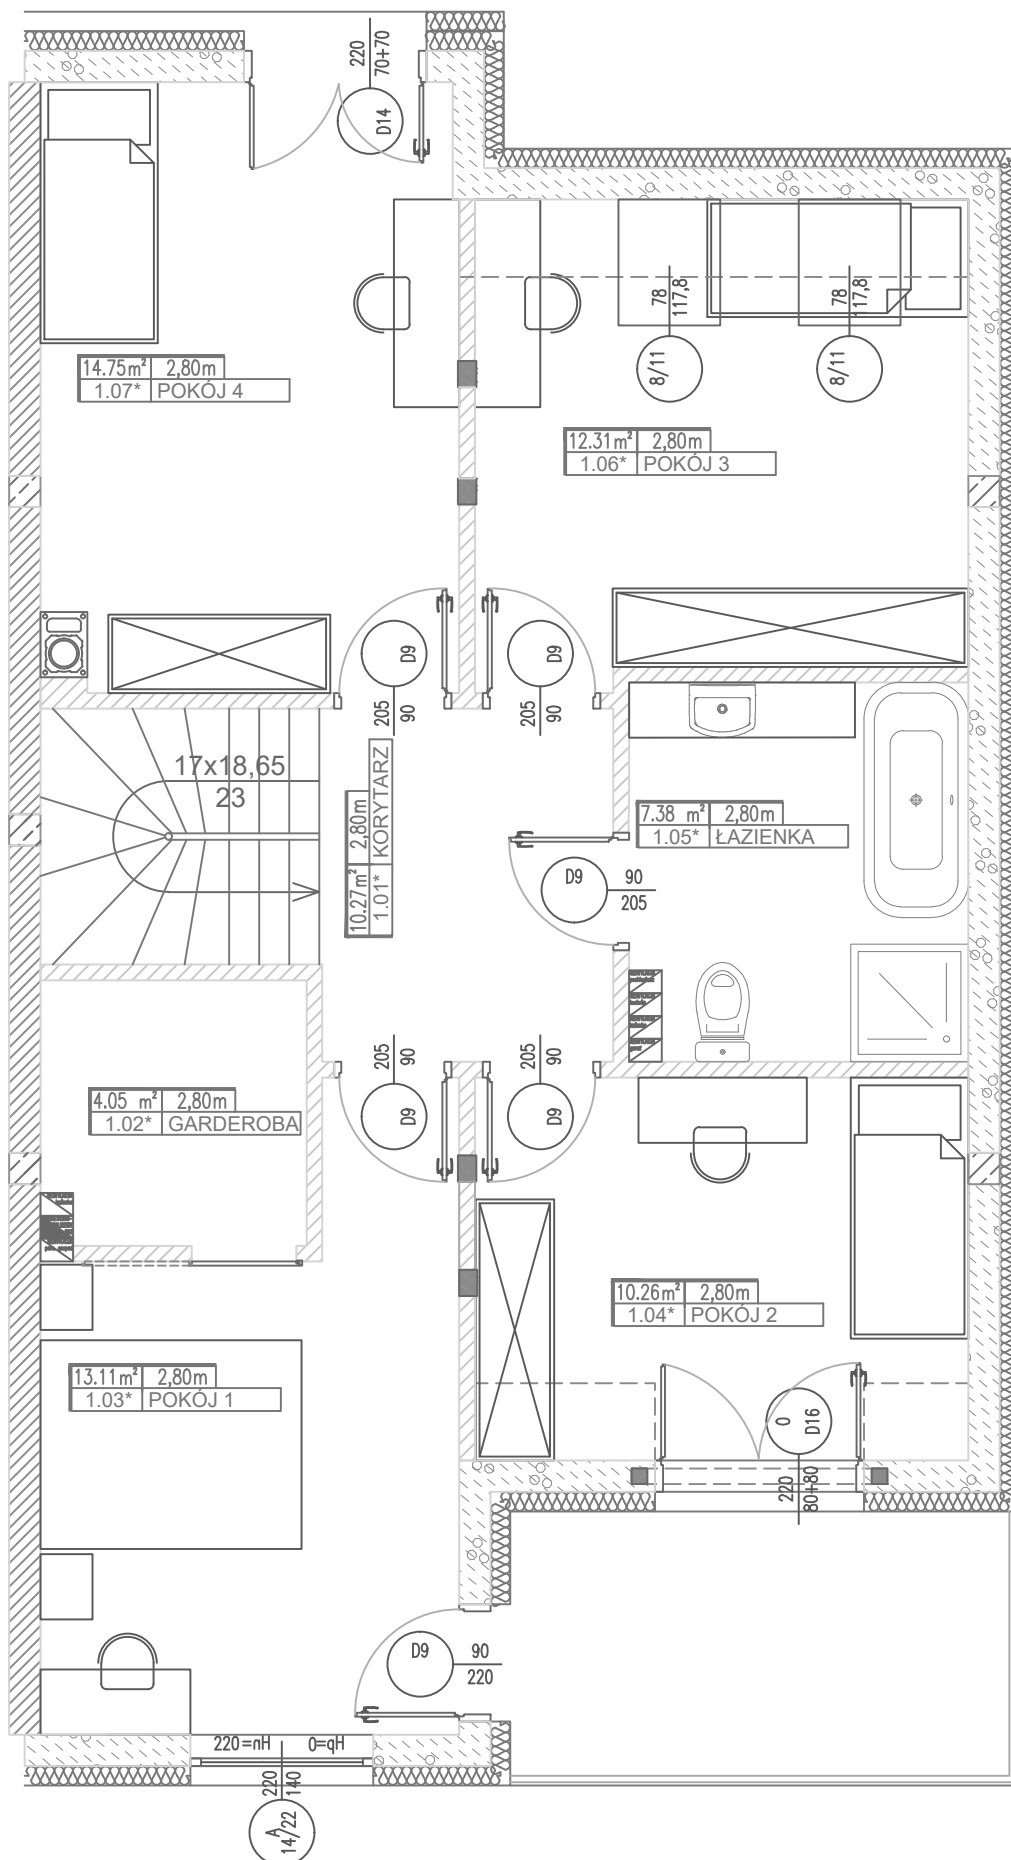 220
70+70
D14
78
117,8
8/11
78
117,8
8/11
14.75m² 2,80m
1.07* POKÓJ 4
12.31m² 2,80m
1.06* POKÓJ 3
D9
205
90
D9
205
90
17x18,65
23
10.27m² 2,80m
1.01* KORYTARZ
7.38 m² 2,80m
1.05* ŁAZIENKA
D9
90
205
205
90
D9
205
90
D9
4.05 m² 2,80m
1.02* GARDEROBA
10.26m² 2,80m
1.04* POKÓJ 2
13.11m² 2,80m
1.03* POKÓJ 1
0
D16
220
80+80
D9
90
220
220=nH 0=qH
220
140
A
14/22